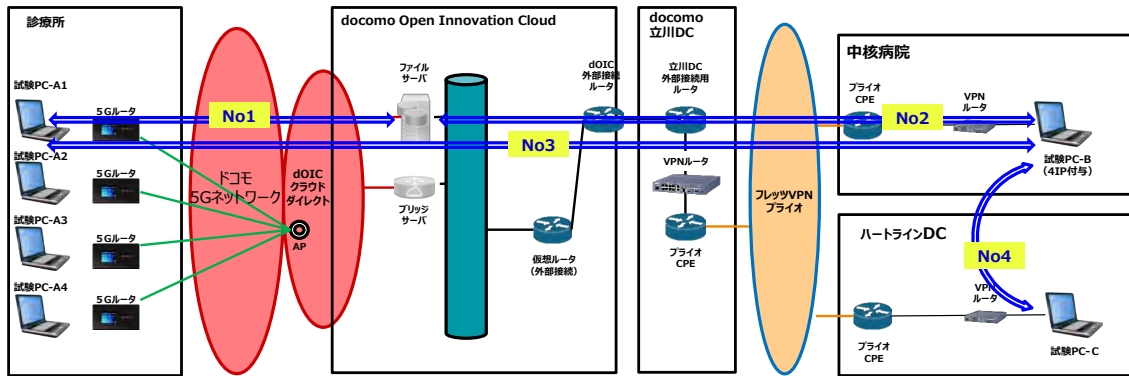 診療所
試験PC-A1
5Gルータ
試験PC-A2
5Gルータ
試験PC-A3
5Gルータ
試験PC-A4
5Gルータ
No1
ドコモ
5Gネットワーク
dOIC
クラウド
ダイレクト
AP
docomo Open Innovation Cloud
ファイル
サーバ
ブリッジ
サーバ
No3
dOIC
外部接続
ルータ
仮想ルータ
(外部接続)
docomo
立川DC
立川DC
外部接続用
ルータ
VPNルータ
プライオ
CPE
フレッツVPN
プライオ
中核病院
プライオ
CPE
No2
VPN
ルータ
試験PC-B
(4IP付与)
ハートラインDC
No4
プライオ
CPE
VPN
ルータ
試験PC-C